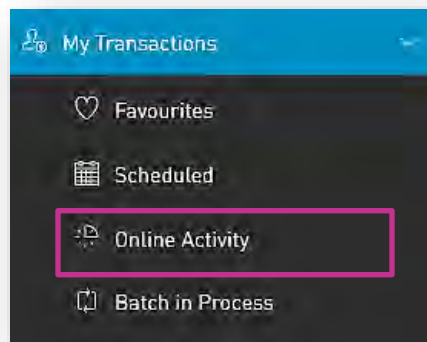 My Transactions
Favourites
Scheduled
Online Activity
Batch in Process